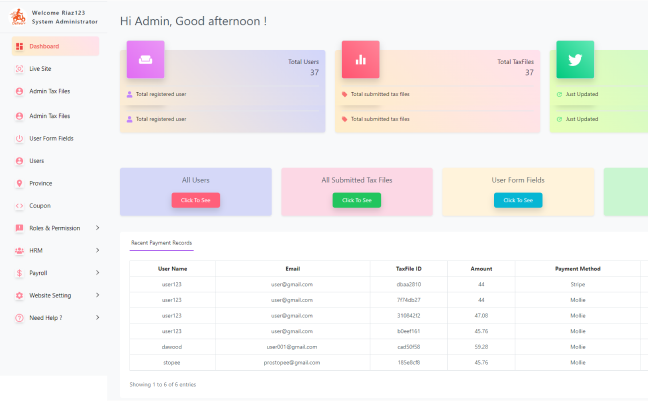 Welcome Riaz123
System Administrator
Dashboard
Live Site
Admin Tax Files
Admin Tax Files
User Form Fields
Users
Province
Coupon
Roles & Permission
HRM
Payroll
Website Setting
Need Help ?
Hi Admin, Good afternoon !
Total Users
37
Total registered user
Total registered user
Total TaxFiles
37
Total submitted tax files
Total submitted tax files
Just Updated
Just Updated
All Users
Click To See
All Submitted Tax Files
Click To See
User Form Fields
Click To See
Recent Payment Records
User Name Email TaxFile ID Amount Payment Method
user123 user@gmail.com dbaa2810 44 Stripe
user123 user@gmail.com 7f74db27 44 Mollie
user123 user@gmail.com 316842f2 47.08 Mollie
user123 user@gmail.com b0eef161 45.76 Mollie
dawood user001@gmail.com cad50f58 59.28 Mollie
stopee prostopee@gmail.com 185e8cf8 45.76 Mollie
Showing 1 to 6 of 6 entries